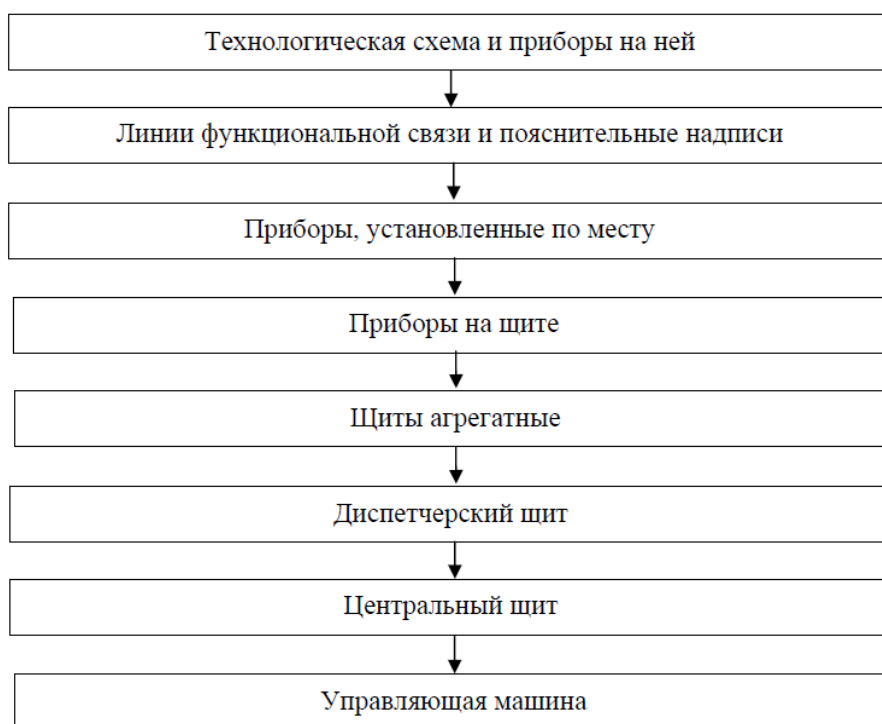 Технологическая схема и приборы на ней
Линии функциональной связи и пояснительные надписи
Приборы, установленные по месту
Приборы на щите
Щиты агрегатные
Диспетчерский щит
Центральный щит
Управляющая машина